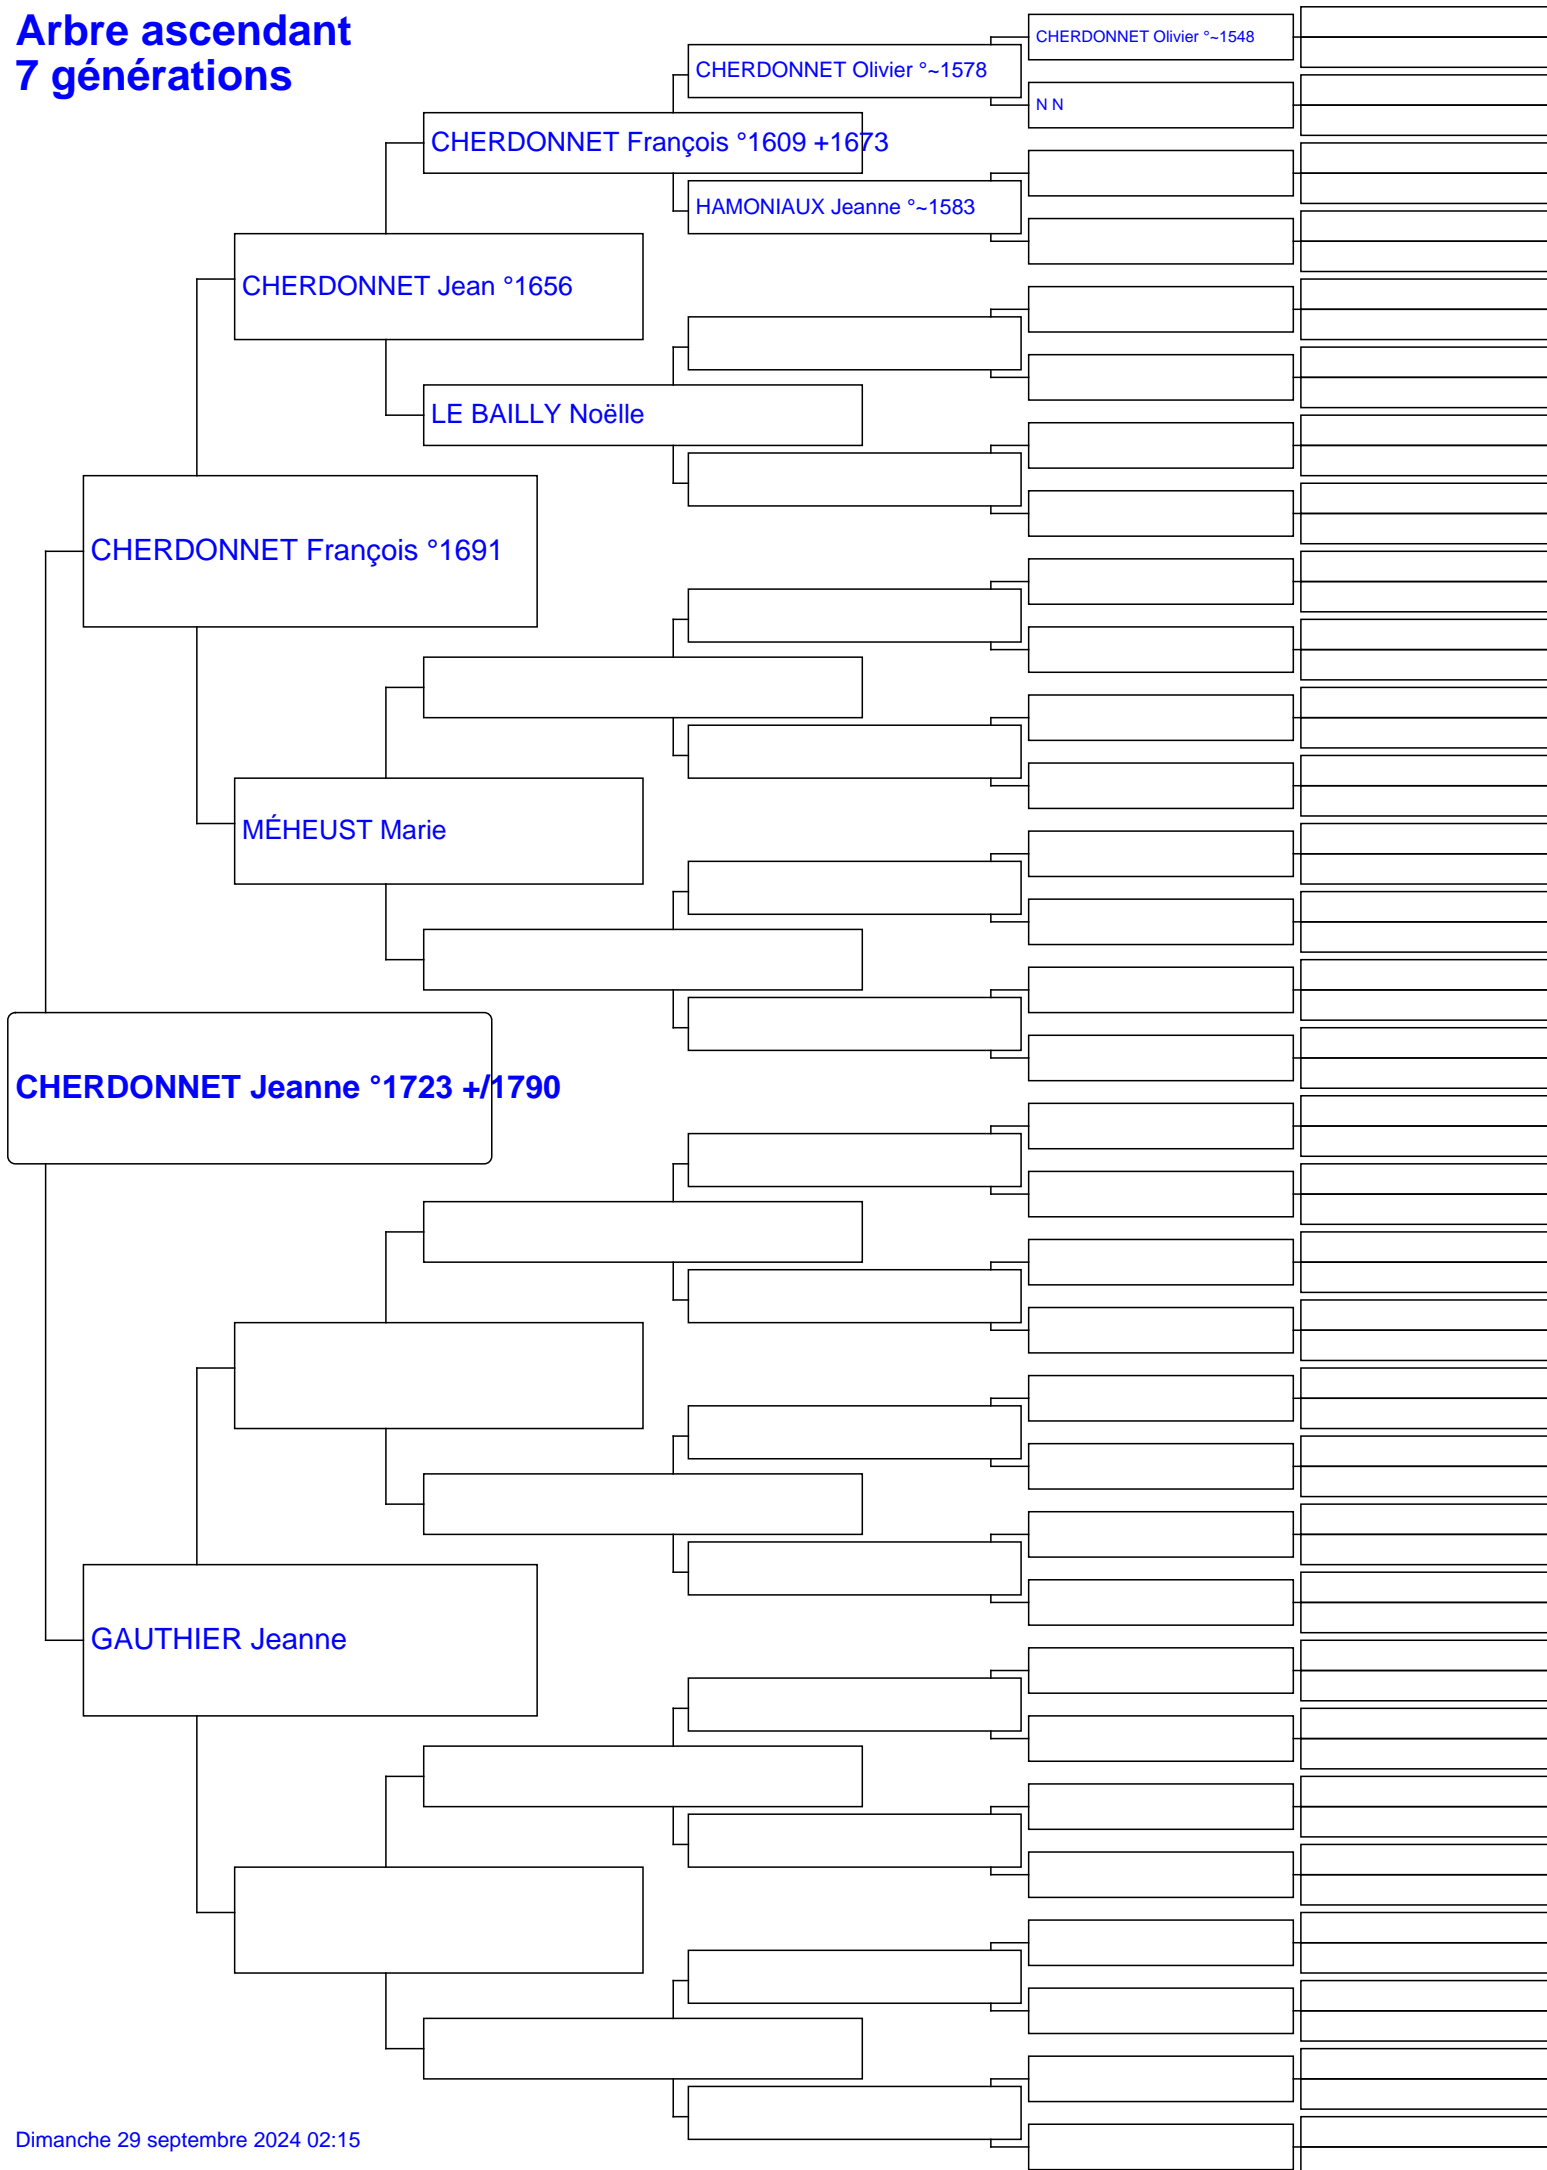 Arbre ascendant
7 générations
CHERDONNET Olivier °~1548
CHERDONNET Olivier °~1578
N N
CHERDONNET François °1609 +1673
HAMONIAUX Jeanne °~1583
CHERDONNET Jean °1656
LE BAILLY Noëlle
CHERDONNET François °1691
MÉHEUST Marie
CHERDONNET Jeanne °1723 +/1790
GAUTHIER Jeanne
Dimanche 29 septembre 2024 02:15